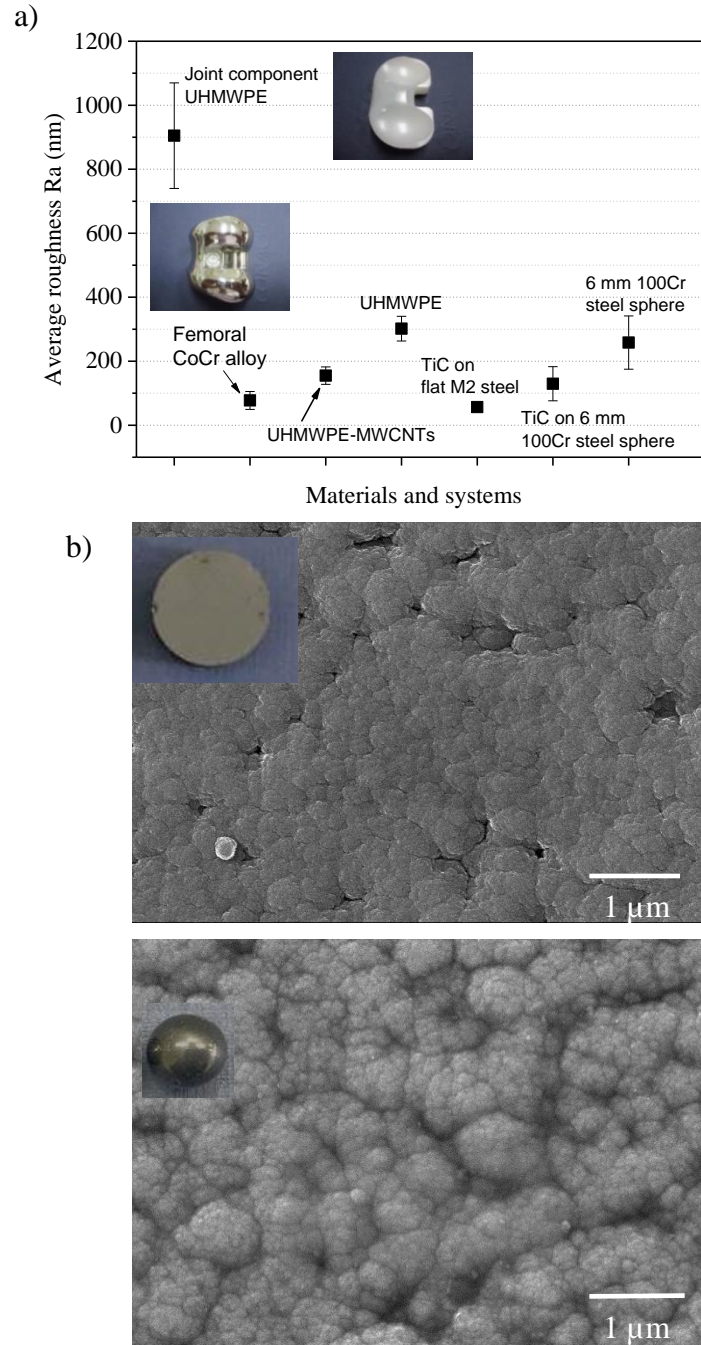 a)
1200
1000
800
600
400
200
0
Average roughness Ra (nm)
Joint component
UHMWPE
Femoral
CoCr alloy
UHMWPE-MWCNTs
UHMWPE
TiC on
flat M2 steel
TiC on 6 mm
100Cr steel sphere
6 mm 100Cr
steel sphere
Materials and systems
b)
1 μm
1 μm